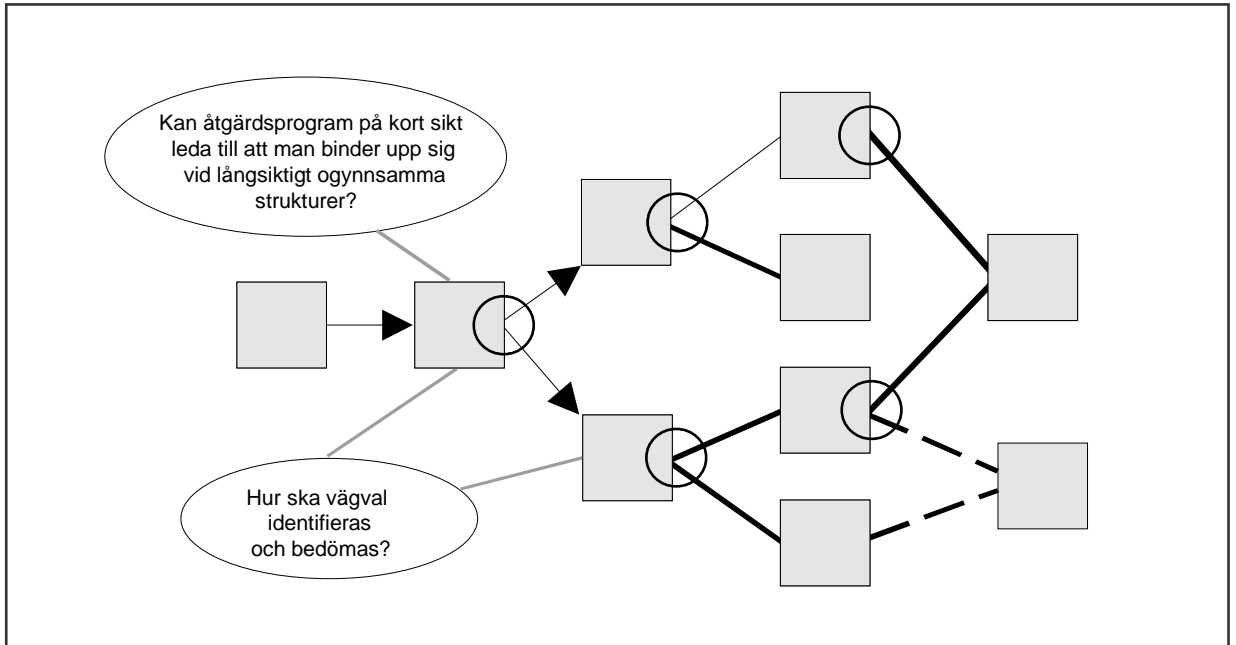 Kan åtgärdsprogram på kort sikt
leda till att man binder upp sig
vid långsiktigt ogynnsamma
strukturer?
Hur ska vägval
identifieras
och bedömas?